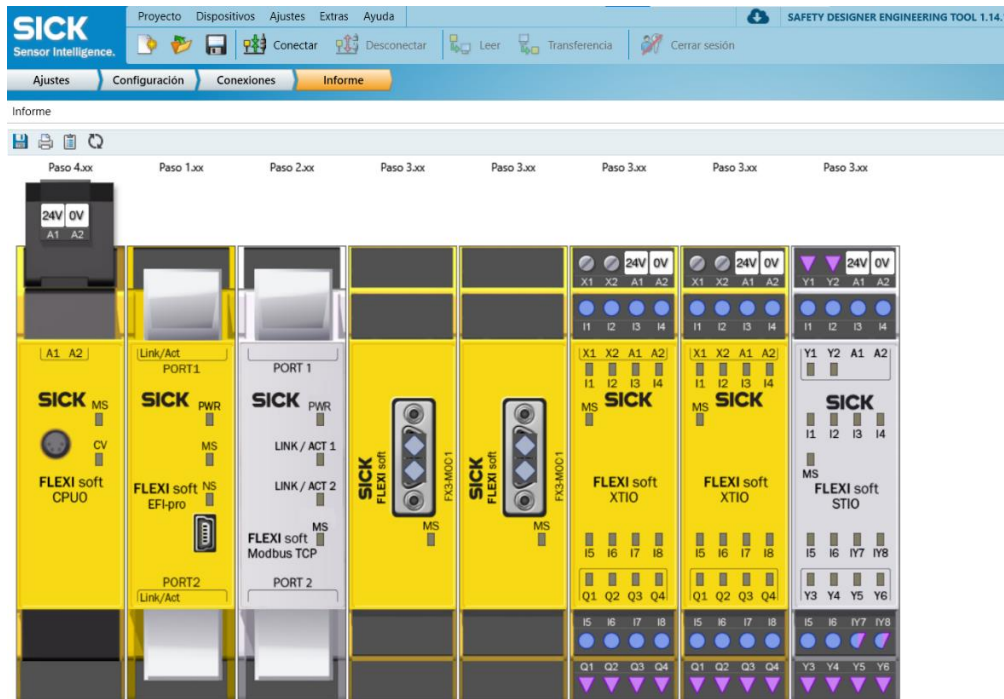 SICK
Sensor Intelligence.
Proyecto Dispositivos Ajustes Extras Ayuda
SAFETY DESIGNER ENGINEERING TOOL 1.14.
Conectar Desconectar Leer Transferencia Cerrar sesión
Ajustes Configuración Conexiones Informe
Informe
Paso 4.xx Paso 1.xx Paso 2.xx Paso 3.xx Paso 3.xx Paso 3.xx Paso 3.xx Paso 3.xx
24V 0V
A1 A2
A1 A2
SICK MS
CV
FLEXI soft
CPU0
Link/Act
PORT1
SICK PWR
MS
FLEXI soft NS
EFI-pro
PORT2
Link/Act
PORT 1
SICK PWR
LINK / ACT 1
LINK / ACT 2
MS
FLEXI soft
Modbus TCP
PORT 2
SICK
FLEXI soft
FX3-MOC1
MS
SICK
FLEXI soft
FX3-MOC1
MS
24V 0V
X1 X2 A1 A2
I1 I2 I3 I4
X1 X2 A1 A2
I1 I2 I3 I4
MS SICK
FLEXI soft
XTIO
I5 I6 I7 I8
Q1 Q2 Q3 Q4
I5 I6 I7 I8
Q1 Q2 Q3 Q4
24V 0V
X1 X2 A1 A2
I1 I2 I3 I4
X1 X2 A1 A2
I1 I2 I3 I4
MS SICK
FLEXI soft
XTIO
I5 I6 I7 I8
Q1 Q2 Q3 Q4
I5 I6 I7 I8
Q1 Q2 Q3 Q4
24V 0V
Y1 Y2 A1 A2
I1 I2 I3 I4
Y1 Y2 A1 A2
SICK
I1 I2 I3 I4
MS
FLEXI soft
STIO
I5 I6 IY7 IY8
Y3 Y4 Y5 Y6
I5 I6 IY7 IY8
Y3 Y4 Y5 Y6